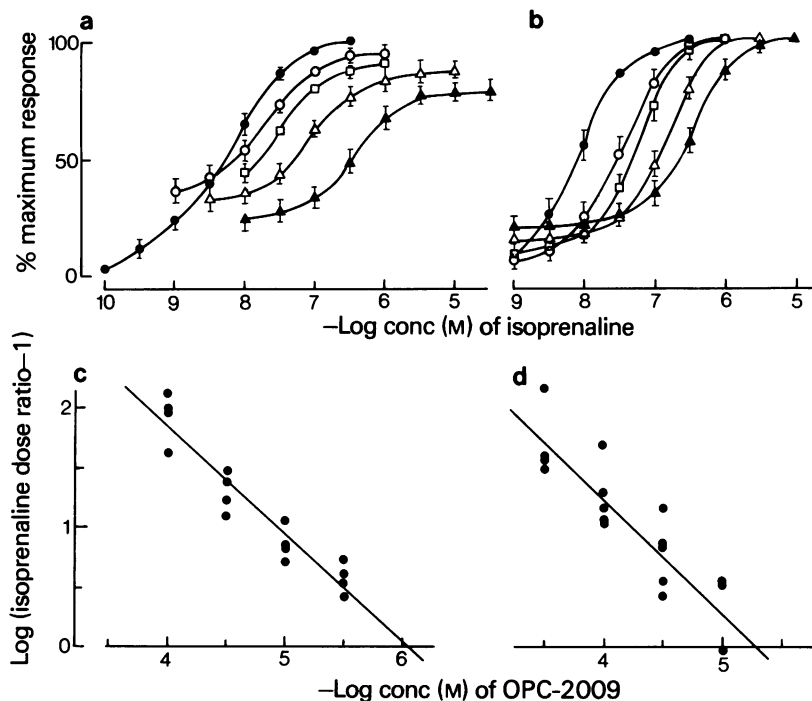 a
b
% maximum response
100
50
0
10 9 8 7 6 5
9 8 7 6 5
−Log conc (M) of isoprenaline
c
d
Log (isoprenaline dose ratio−1)
2
1
0
4 5 6
4 5
−Log conc (M) of OPC-2009